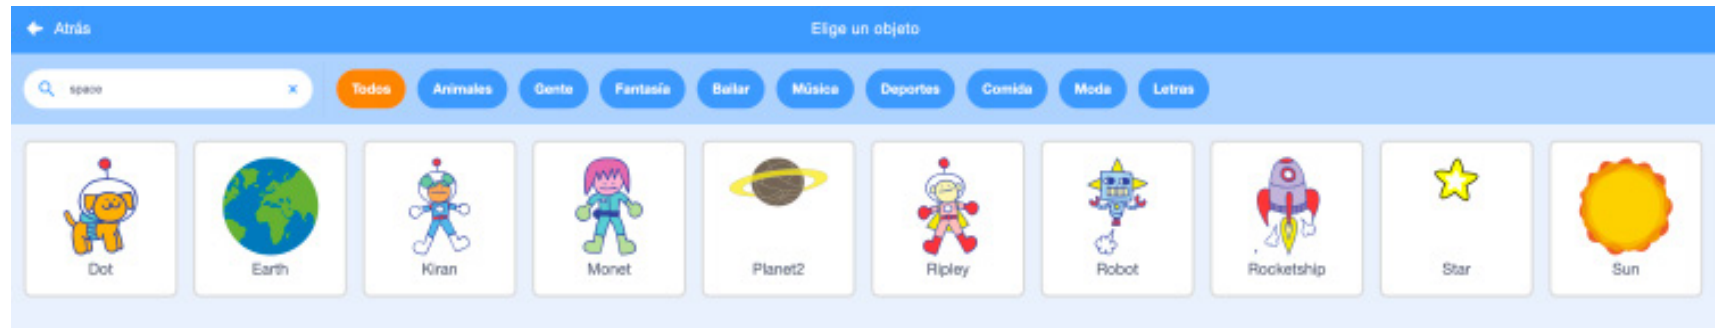 Atrás
Elige un objeto
space
Todos Animales Gente Fantasía Bailar Música Deportes Comida Moda Letras
Dot Earth Kiran Monet Planet2 Ripley Robot Rocketship Star Sun